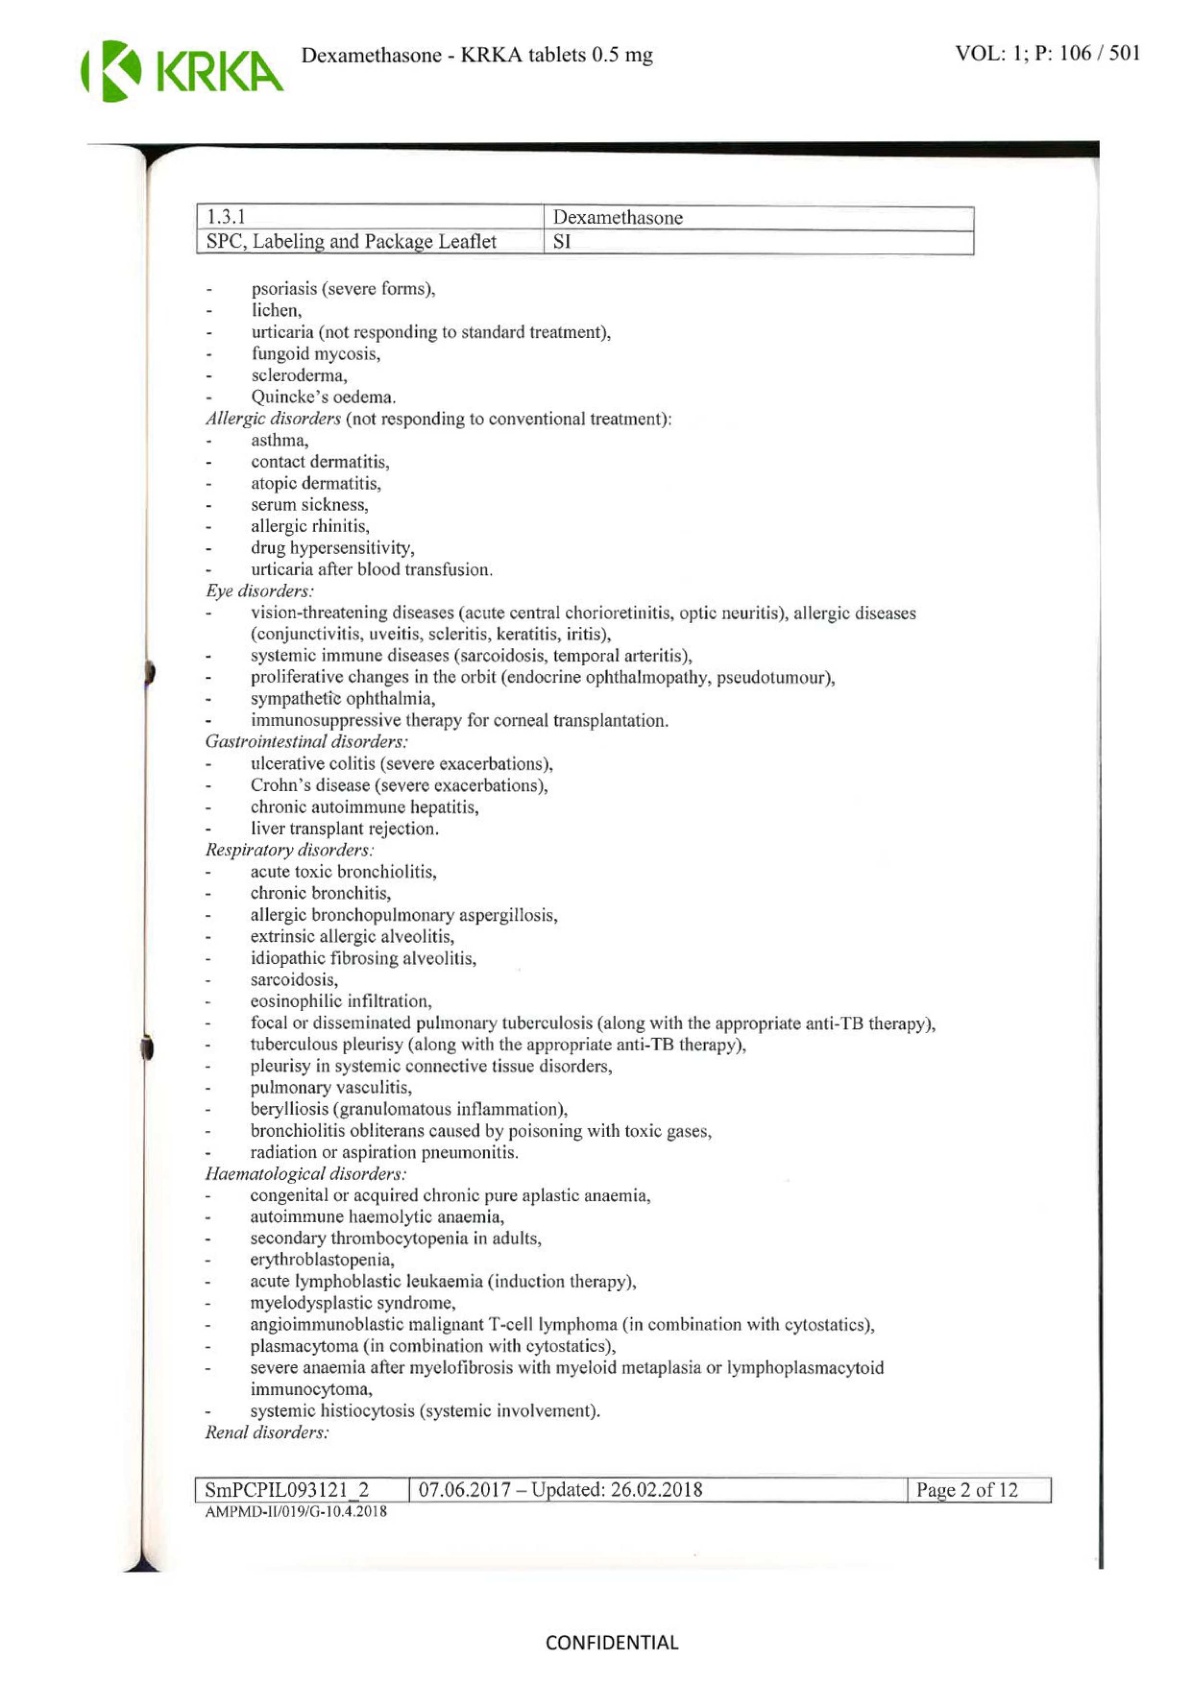 KRKA Dexamethasone - KRKA tablets 0.5 mg VOL: 1; P: 106 / 501
1.3.1 Dexamethasone
SPC, Labeling and Package Leaflet SI
- psoriasis (severe forms),
- lichen,
- urticaria (not responding to standard treatment),
- fungoid mycosis,
- scleroderma,
- Quincke's oedema.
Allergic disorders (not responding to conventional treatment):
- asthma,
- contact dermatitis,
- atopic dermatitis,
- serum sickness,
- allergic rhinitis,
- drug hypersensitivity,
- urticaria after blood transfusion.
Eye disorders:
- vision-threatening diseases (acute central chorioretinitis, optic neuritis), allergic diseases
(conjunctivitis, uveitis, scleritis, keratitis, iritis),
- systemic immune diseases (sarcoidosis, temporal arteritis),
- proliferative changes in the orbit (endocrine ophthalmopathy, pseudotumour),
- sympathetic ophthalmia,
- immunosuppressive therapy for corneal transplantation.
Gastrointestinal disorders:
- ulcerative colitis (severe exacerbations),
- Crohn's disease (severe exacerbations),
- chronic autoimmune hepatitis,
- liver transplant rejection.
Respiratory disorders:
- acute toxic bronchiolitis,
- chronic bronchitis,
- allergic bronchopulmonary aspergillosis,
- extrinsic allergic alveolitis,
- idiopathic fibrosing alveolitis,
- sarcoidosis,
- eosinophilic infiltration,
- focal or disseminated pulmonary tuberculosis (along with the appropriate anti-TB therapy),
- tuberculous pleurisy (along with the appropriate anti-TB therapy),
- pleurisy in systemic connective tissue disorders,
- pulmonary vasculitis,
- berylliosis (granulomatous inflammation),
- bronchiolitis obliterans caused by poisoning with toxic gases,
- radiation or aspiration pneumonitis.
Haematological disorders:
- congenital or acquired chronic pure aplastic anaemia,
- autoimmune haemolytic anaemia,
- secondary thrombocytopenia in adults,
- erythroblastopenia,
- acute lymphoblastic leukaemia (induction therapy),
- myelodysplastic syndrome,
- angioimmunoblastic malignant T-cell lymphoma (in combination with cytostatics),
- plasmacytoma (in combination with cytostatics),
- severe anaemia after myelofibrosis with myeloid metaplasia or lymphoplasmacytoid
immunocytoma,
- systemic histiocytosis (systemic involvement).
Renal disorders:
SmPCPIL093121_2 07.06.2017 – Updated: 26.02.2018 Page 2 of 12
AMPMD-II/019/G-10.4.2018
CONFIDENTIAL